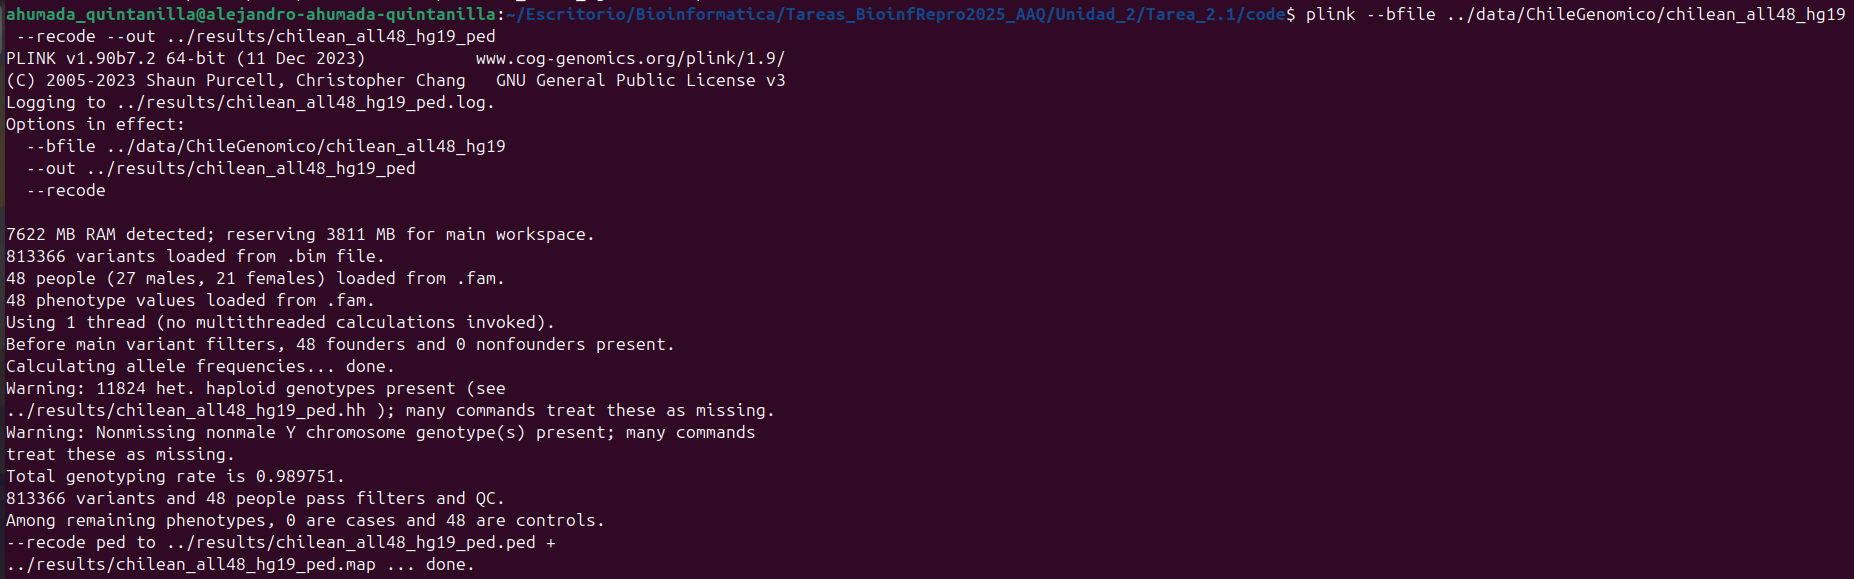 ahumada_quintanilla@alejandro-ahumada-quintanilla:~/Escritorio/Bioinformatica/Tareas_BioinfRepro2025_AAQ/Unidad_2/Tarea_2.1/code$ plink --bfile ../data/ChileGenomico/chilean_all48_hg19
 --recode --out ../results/chilean_all48_hg19_ped
PLINK v1.90b7.2 64-bit (11 Dec 2023)           www.cog-genomics.org/plink/1.9/
(C) 2005-2023 Shaun Purcell, Christopher Chang   GNU General Public License v3
Logging to ../results/chilean_all48_hg19_ped.log.
Options in effect:
  --bfile ../data/ChileGenomico/chilean_all48_hg19
  --out ../results/chilean_all48_hg19_ped
  --recode
7622 MB RAM detected; reserving 3811 MB for main workspace.
813366 variants loaded from .bim file.
48 people (27 males, 21 females) loaded from .fam.
48 phenotype values loaded from .fam.
Using 1 thread (no multithreaded calculations invoked).
Before main variant filters, 48 founders and 0 nonfounders present.
Calculating allele frequencies... done.
Warning: 11824 het. haploid genotypes present (see
../results/chilean_all48_hg19_ped.hh ); many commands treat these as missing.
Warning: Nonmissing nonmale Y chromosome genotype(s) present; many commands
treat these as missing.
Total genotyping rate is 0.989751.
813366 variants and 48 people pass filters and QC.
Among remaining phenotypes, 0 are cases and 48 are controls.
--recode ped to ../results/chilean_all48_hg19_ped.ped +
../results/chilean_all48_hg19_ped.map ... done.